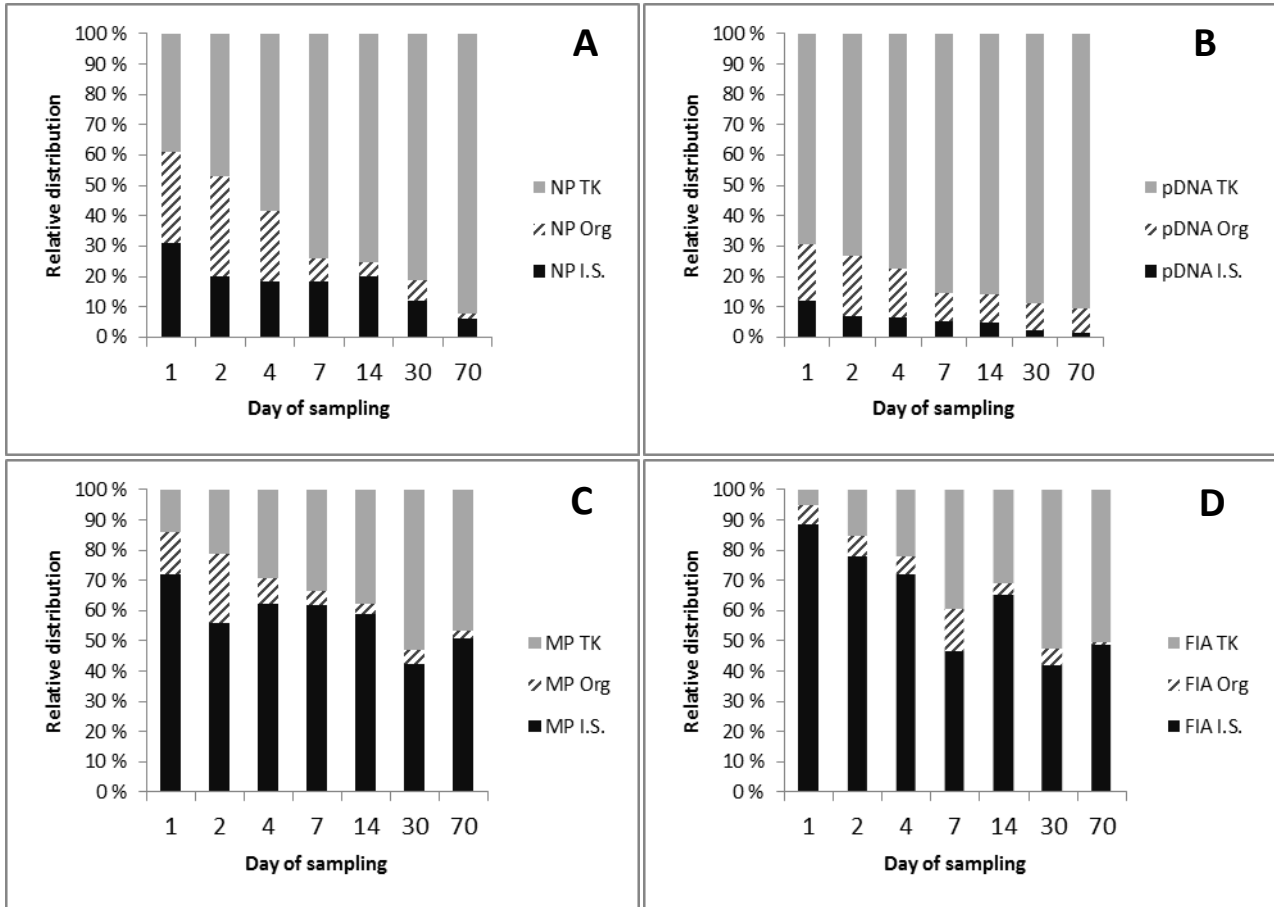 A
Relative distribution
100 %
90 %
80 %
70 %
60 %
50 %
40 %
30 %
20 %
10 %
0 %
1 2 4 7 14 30 70
Day of sampling
NP TK
NP Org
NP I.S.
B
Relative distribution
100 %
90 %
80 %
70 %
60 %
50 %
40 %
30 %
20 %
10 %
0 %
1 2 4 7 14 30 70
Day of sampling
pDNA TK
pDNA Org
pDNA I.S.
C
Relative distribution
100 %
90 %
80 %
70 %
60 %
50 %
40 %
30 %
20 %
10 %
0 %
1 2 4 7 14 30 70
Day of sampling
MP TK
MP Org
MP I.S.
D
Relative distribution
100 %
90 %
80 %
70 %
60 %
50 %
40 %
30 %
20 %
10 %
0 %
1 2 4 7 14 30 70
Day of sampling
FIA TK
FIA Org
FIA I.S.